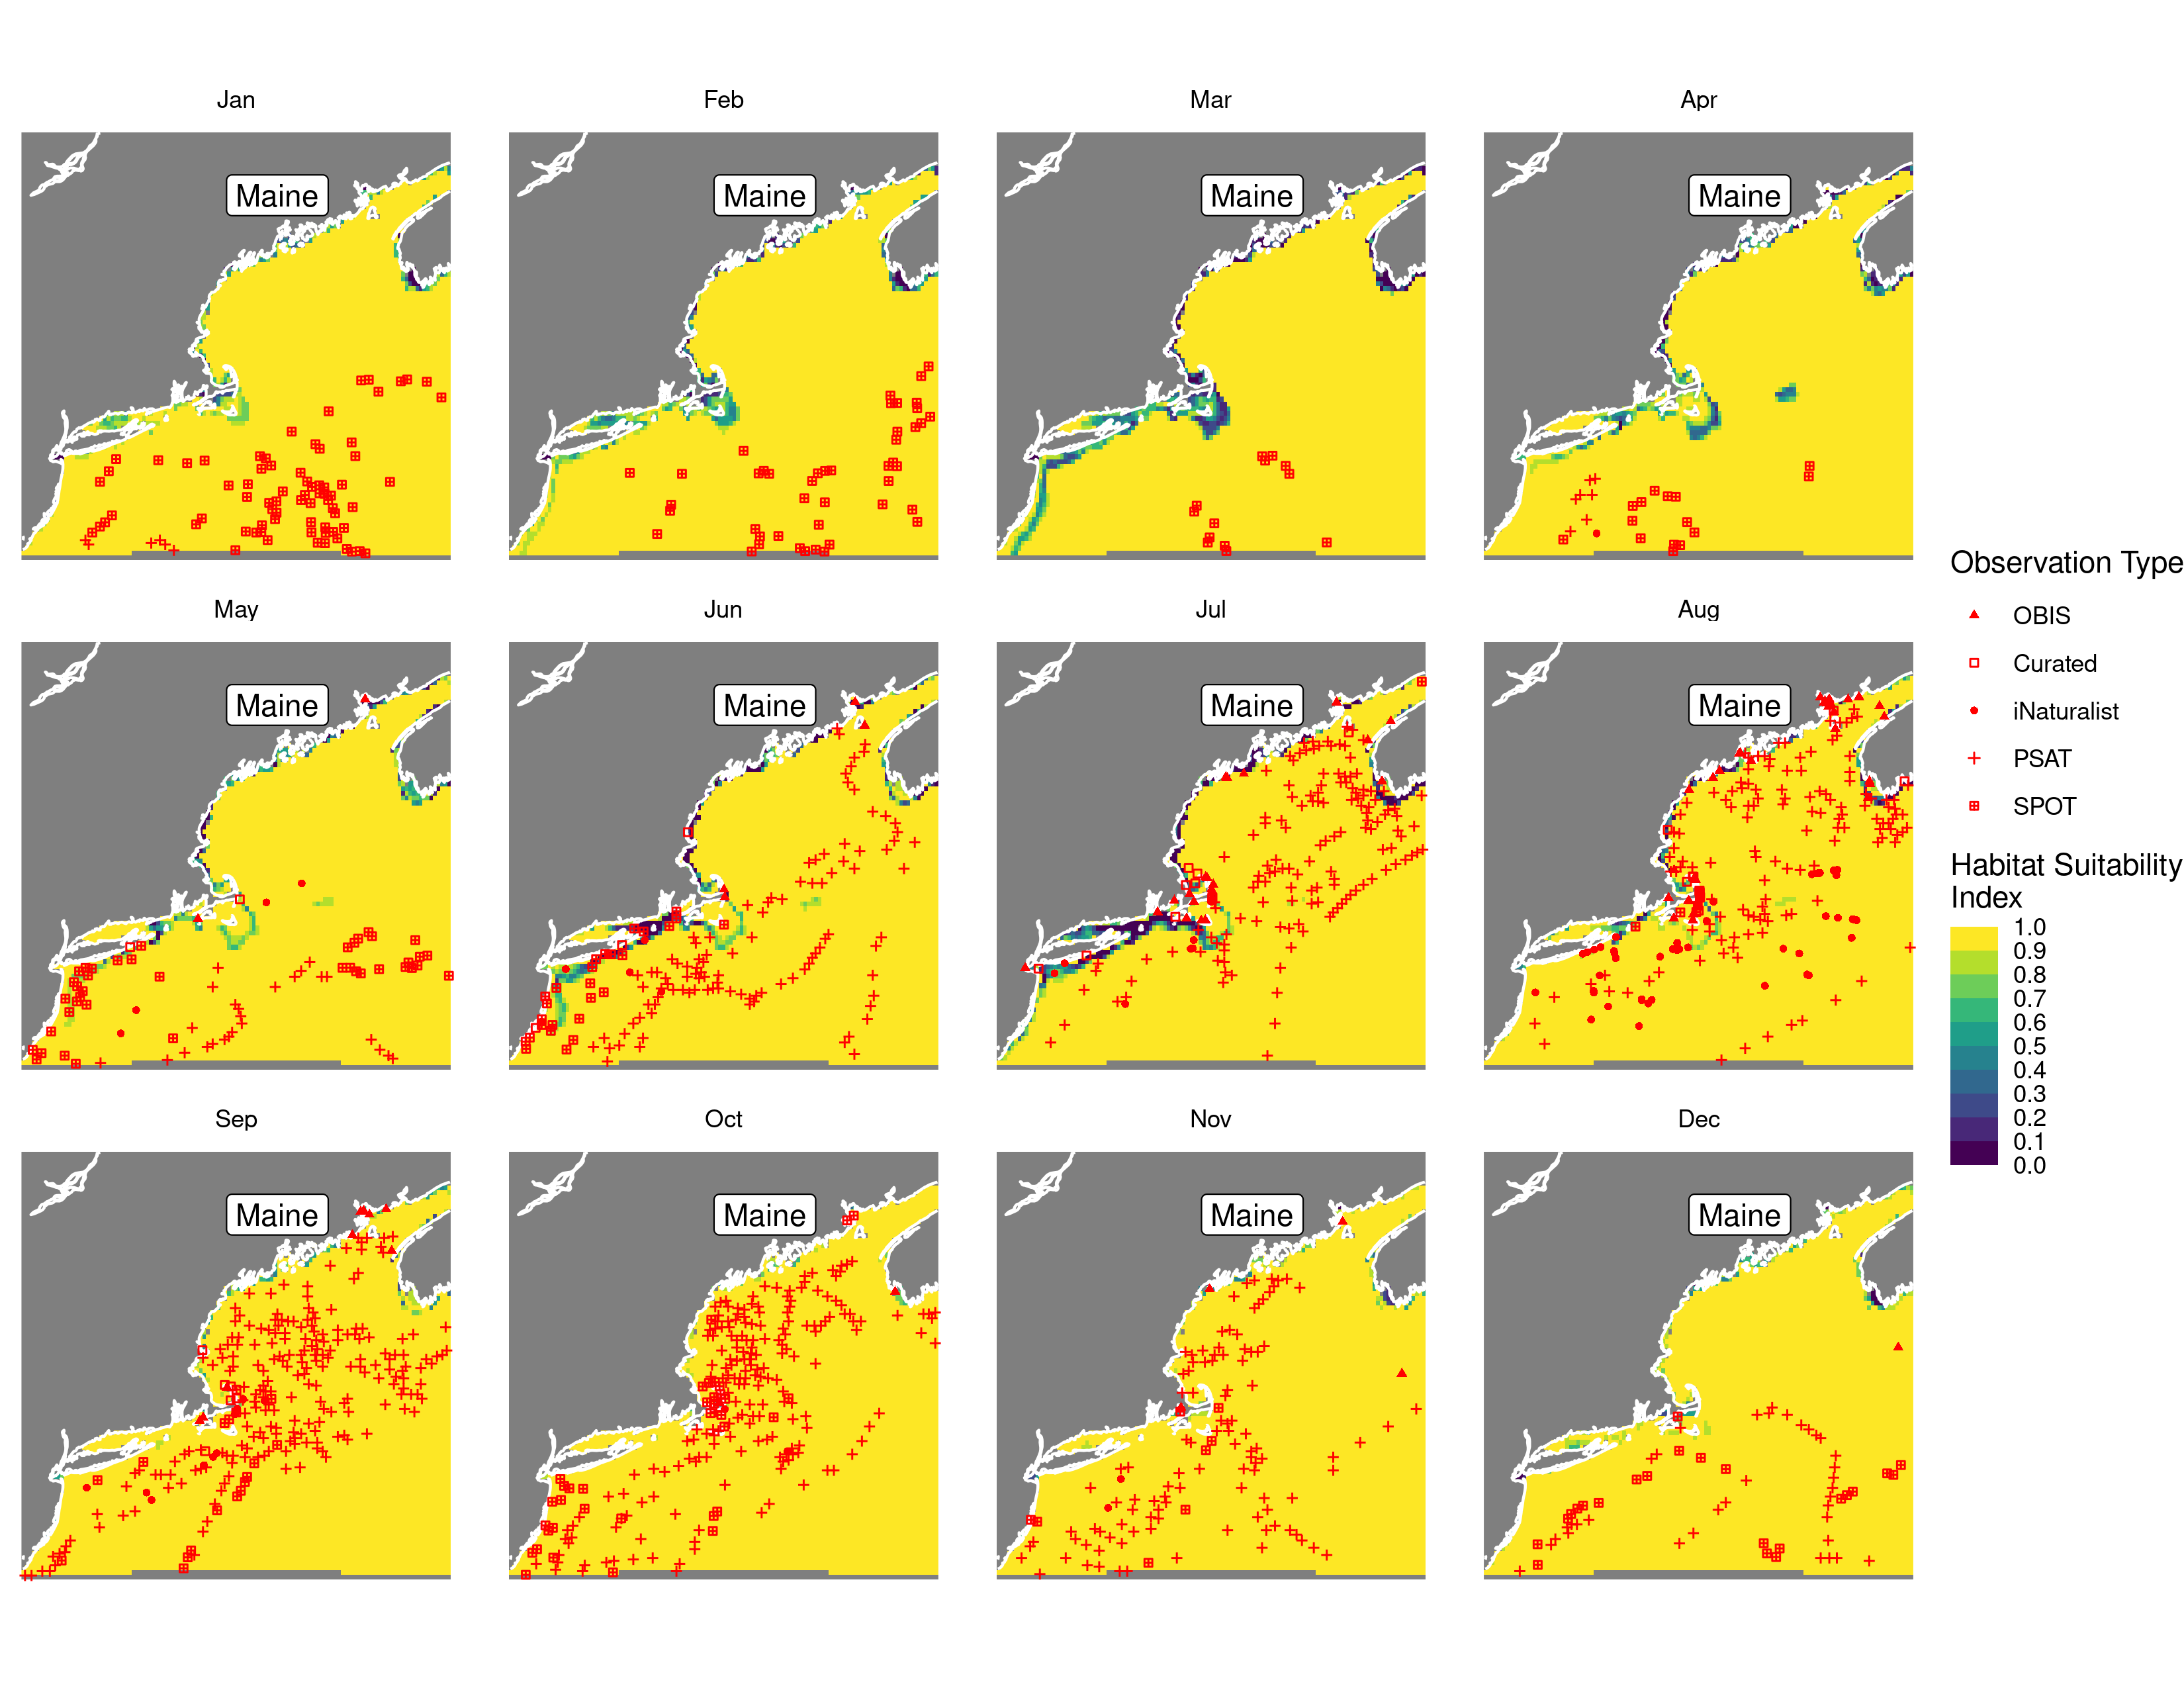 Jan
Feb
Mar
Apr
Maine
Maine
Maine
Maine
May
Jun
Jul
Aug
Maine
Maine
Maine
Maine
Sep
Oct
Nov
Dec
Maine
Maine
Maine
Maine
Observation Type
OBIS
Curated
iNaturalist
PSAT
SPOT
Habitat Suitability
Index
1.0
0.9
0.8
0.7
0.6
0.5
0.4
0.3
0.2
0.1
0.0